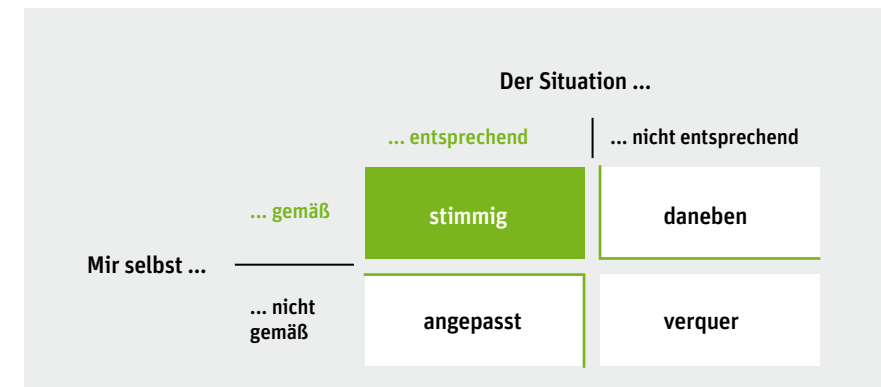 Der Situation ...
... entsprechend
... nicht entsprechend
... gemäß
stimmig
daneben
Mir selbst ...
... nicht
gemäß
angepasst
verquer